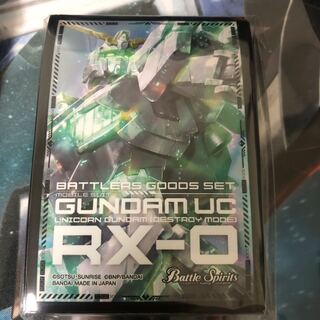 BATTLERS GOODS SET
MOBILE SUIT
GUNDAM UC
UNICORN GUNDAM (DESTROY MODE)
RX-0
©SOTSU・SUNRISE ©BNP/BANDAI
BANDAI MADE IN JAPAN
Battle Spirits